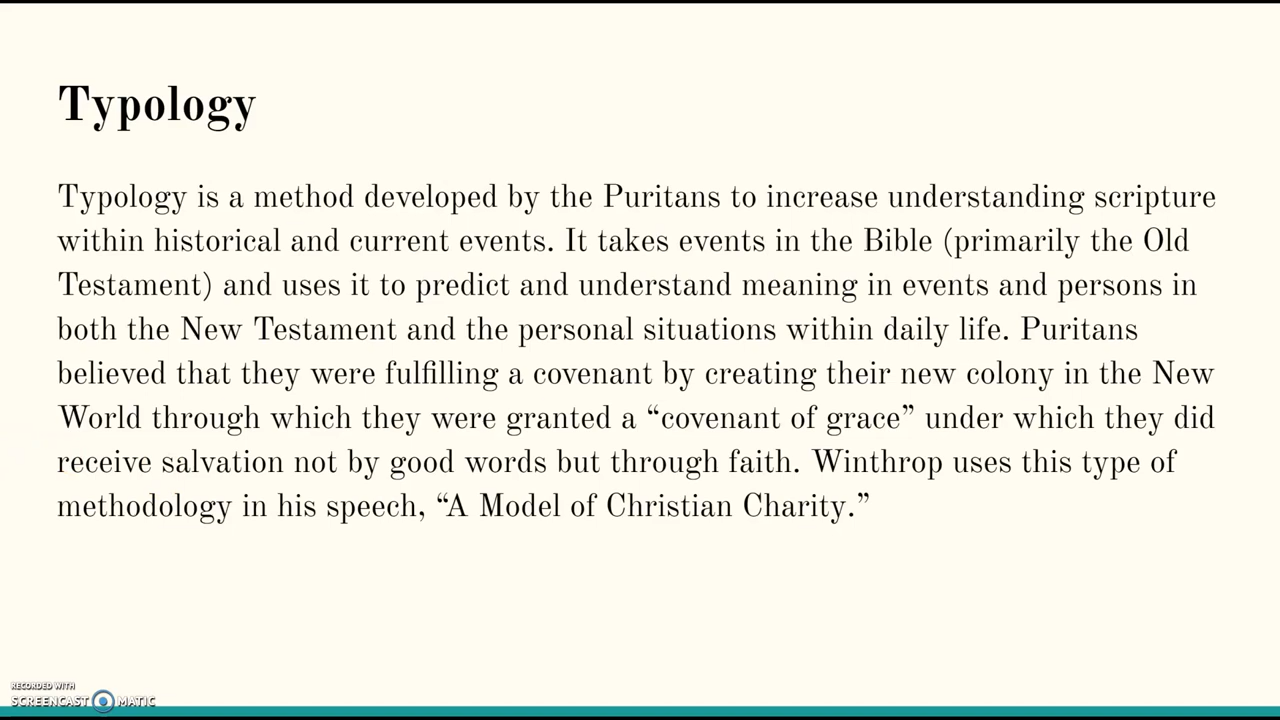 Typology
Typology is a method developed by the Puritans to increase understanding scripture
within historical and current events. It takes events in the Bible (primarily the Old
Testament) and uses it to predict and understand meaning in events and persons in
both the New Testament and the personal situations within daily life. Puritans
believed that they were fulfilling a covenant by creating their new colony in the New
World through which they were granted a “covenant of grace” under which they did
receive salvation not by good words but through faith. Winthrop uses this type of
methodology in his speech, “A Model of Christian Charity.”
RECORDED WITH
SCREENCAST MATIC